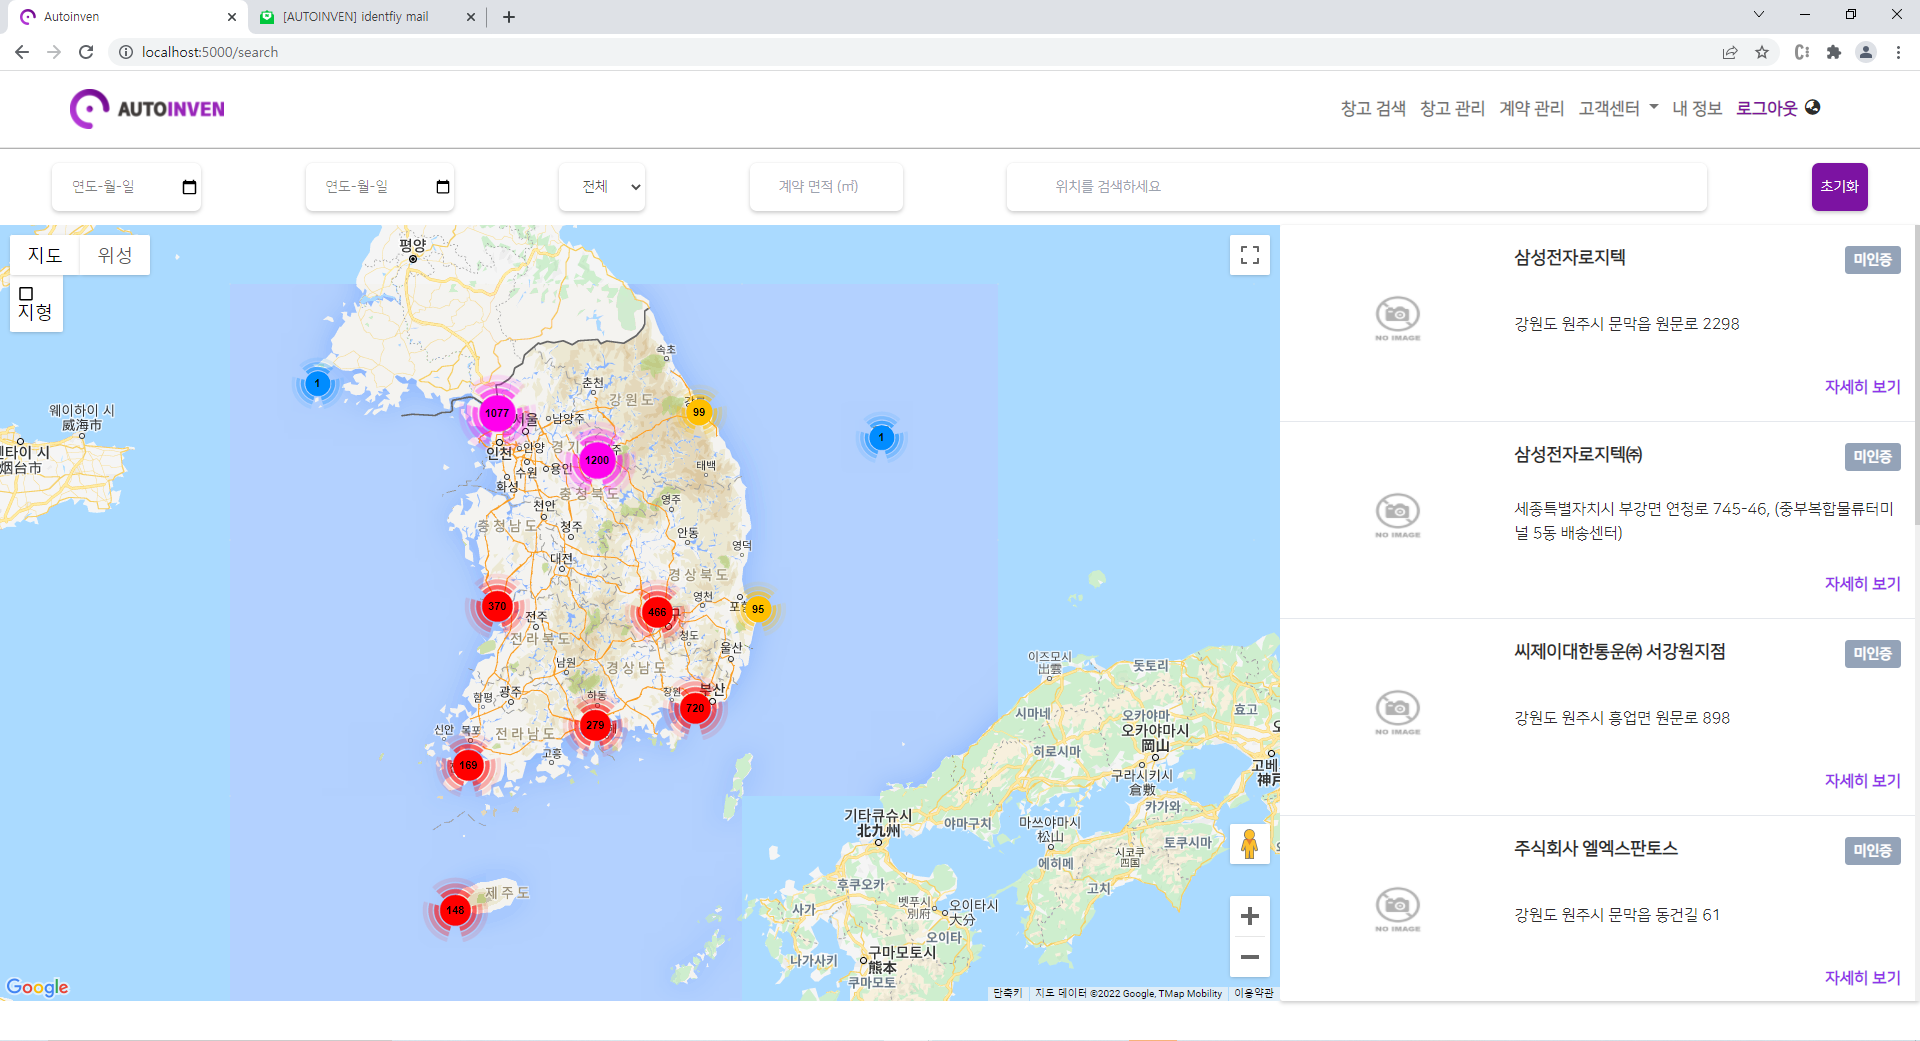 Autoinven
[AUTOINVEN] identfiy mail
localhost:5000/search
AUTOINVEN
창고 검색 창고 관리 계약 관리 고객센터 내 정보 로그아웃
연도-월-일
연도-월-일
전체
계약 면적 (㎡)
위치를 검색하세요
초기화
지도 위성
지형
평양
속초
춘천
강원도
1
1077
서울
남양주
99
1
웨이하이 시
威海市
인천
안양
경기
1200
수원
용인
태백
옌타이 시
烟台市
화성
충청북도
영주
천안
충청남도
청주
안동
영덕
대전
경상북도
370
466
영천
95
전주
전라북도
청도
울산
남원
경상남도
이즈모시
出雲
돗토리
함평
광주
하동
창원
부산
720
279
신안
목포
전라남도
고흥
169
시마네
오카야마
효고
오카야마시
岡山
히로시마
구라시키시
倉敷
고베
神戸
카가와
기타큐슈시
北九州
야마구치
마쓰야마시
松山
시코쿠
四国
도쿠시마
에히메
고치
후쿠오카
제주도
148
사가
벳푸시
別府
오이타시
大分
오이타
나가사키
구마모토시
熊本
쿠마모토
Google
단축키 지도 데이터 ©2022 Google, TMap Mobility 이용약관
삼성전자로지텍
미인증
NO IMAGE
강원도 원주시 문막읍 원문로 2298
자세히 보기
삼성전자로지텍㈜
미인증
NO IMAGE
세종특별자치시 부강면 연청로 745-46, (중부복합물류터미
널 5동 배송센터)
자세히 보기
씨제이대한통운㈜ 서강원지점
미인증
NO IMAGE
강원도 원주시 흥업면 원문로 898
자세히 보기
주식회사 엘엑스판토스
미인증
NO IMAGE
강원도 원주시 문막읍 동건길 61
자세히 보기